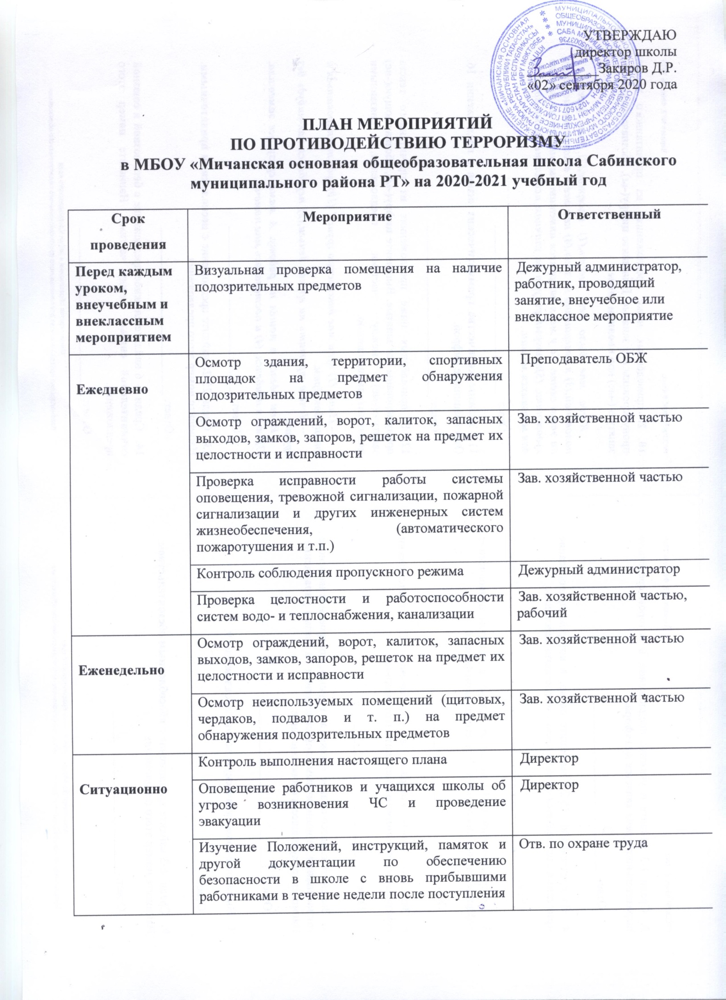 УТВЕРЖДАЮ
директор школы
Закиров Д.Р.
«02» сентября 2020 года
ПЛАН МЕРОПРИЯТИЙ
ПО ПРОТИВОДЕЙСТВИЮ ТЕРРОРИЗМУ
в МБОУ «Мичанская основная общеобразовательная школа Сабинского
муниципального района РТ» на 2020-2021 учебный год
Срок
проведения
Мероприятие
Ответственный
Перед каждым
уроком,
внеучебным и
внеклассным
мероприятием
Визуальная проверка помещения на наличие
подозрительных предметов
Дежурный администратор,
работник, проводящий
занятие, внеучебное или
внеклассное мероприятие
Ежедневно
Осмотр здания, территории, спортивных
площадок на предмет обнаружения
подозрительных предметов
Преподаватель ОБЖ
Осмотр ограждений, ворот, калиток, запасных
выходов, замков, запоров, решеток на предмет их
целостности и исправности
Зав. хозяйственной частью
Проверка исправности работы системы
оповещения, тревожной сигнализации, пожарной
сигнализации и других инженерных систем
жизнеобеспечения, (автоматического
пожаротушения и т.п.)
Зав. хозяйственной частью
Контроль соблюдения пропускного режима
Дежурный администратор
Проверка целостности и работоспособности
систем водо- и теплоснабжения, канализации
Зав. хозяйственной частью,
рабочий
Еженедельно
Осмотр ограждений, ворот, калиток, запасных
выходов, замков, запоров, решеток на предмет их
целостности и исправности
Зав. хозяйственной частью
Осмотр неиспользуемых помещений (щитовых,
чердаков, подвалов и т. п.) на предмет
обнаружения подозрительных предметов
Зав. хозяйственной частью
Ситуационно
Контроль выполнения настоящего плана
Директор
Оповещение работников и учащихся школы об
угрозе возникновения ЧС и проведение
эвакуации
Директор
Изучение Положений, инструкций, памяток и
другой документации по обеспечению
безопасности в школе с вновь прибывшими
работниками в течение недели после поступления
Отв. по охране труда